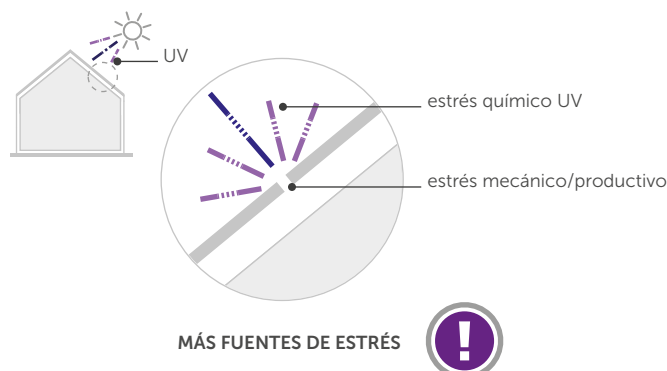 UV
estrés químico UV
estrés mecánico/productivo
MÁS FUENTES DE ESTRÉS
!